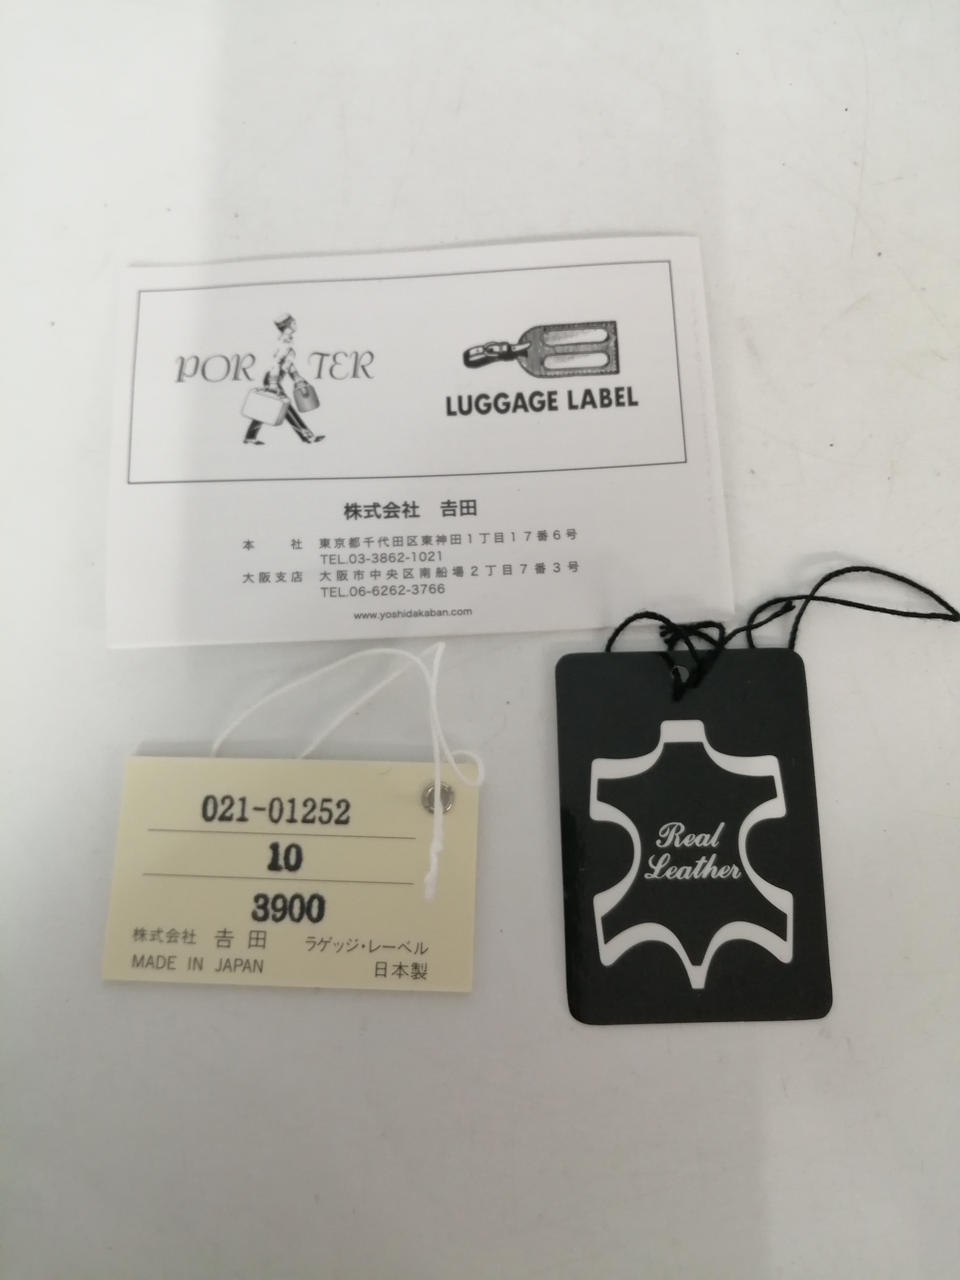 PORTER
LUGGAGE LABEL
株式会社 𠮷田
本 社 東京都千代田区東神田1丁目17番6号
TEL.03-3862-1021
大阪支店 大阪市中央区南船場2丁目7番3号
TEL.06-6262-3766
www.yoshidakaban.com
021-01252
10
3900
株式会社 𠮷田 ラゲッジ・レーベル
MADE IN JAPAN 日本製
Real
Leather